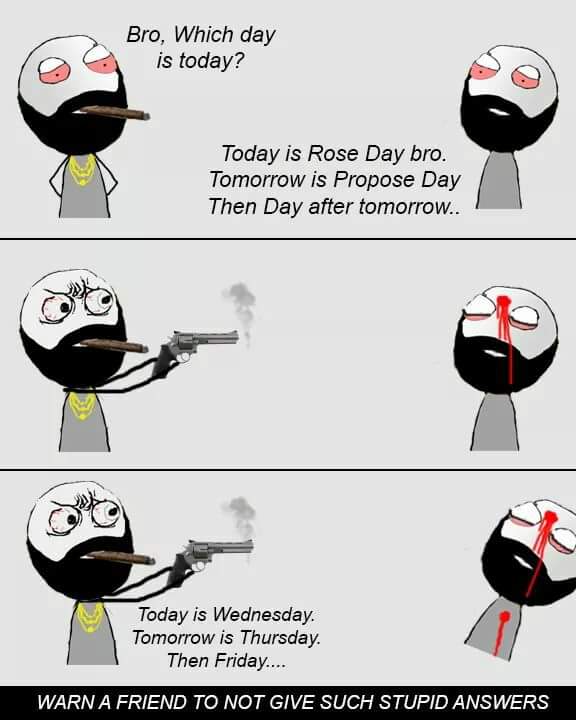 Bro, Which day
is today?
Today is Rose Day bro.
Tomorrow is Propose Day
Then Day after tomorrow..
Today is Wednesday.
Tomorrow is Thursday.
Then Friday....
WARN A FRIEND TO NOT GIVE SUCH STUPID ANSWERS